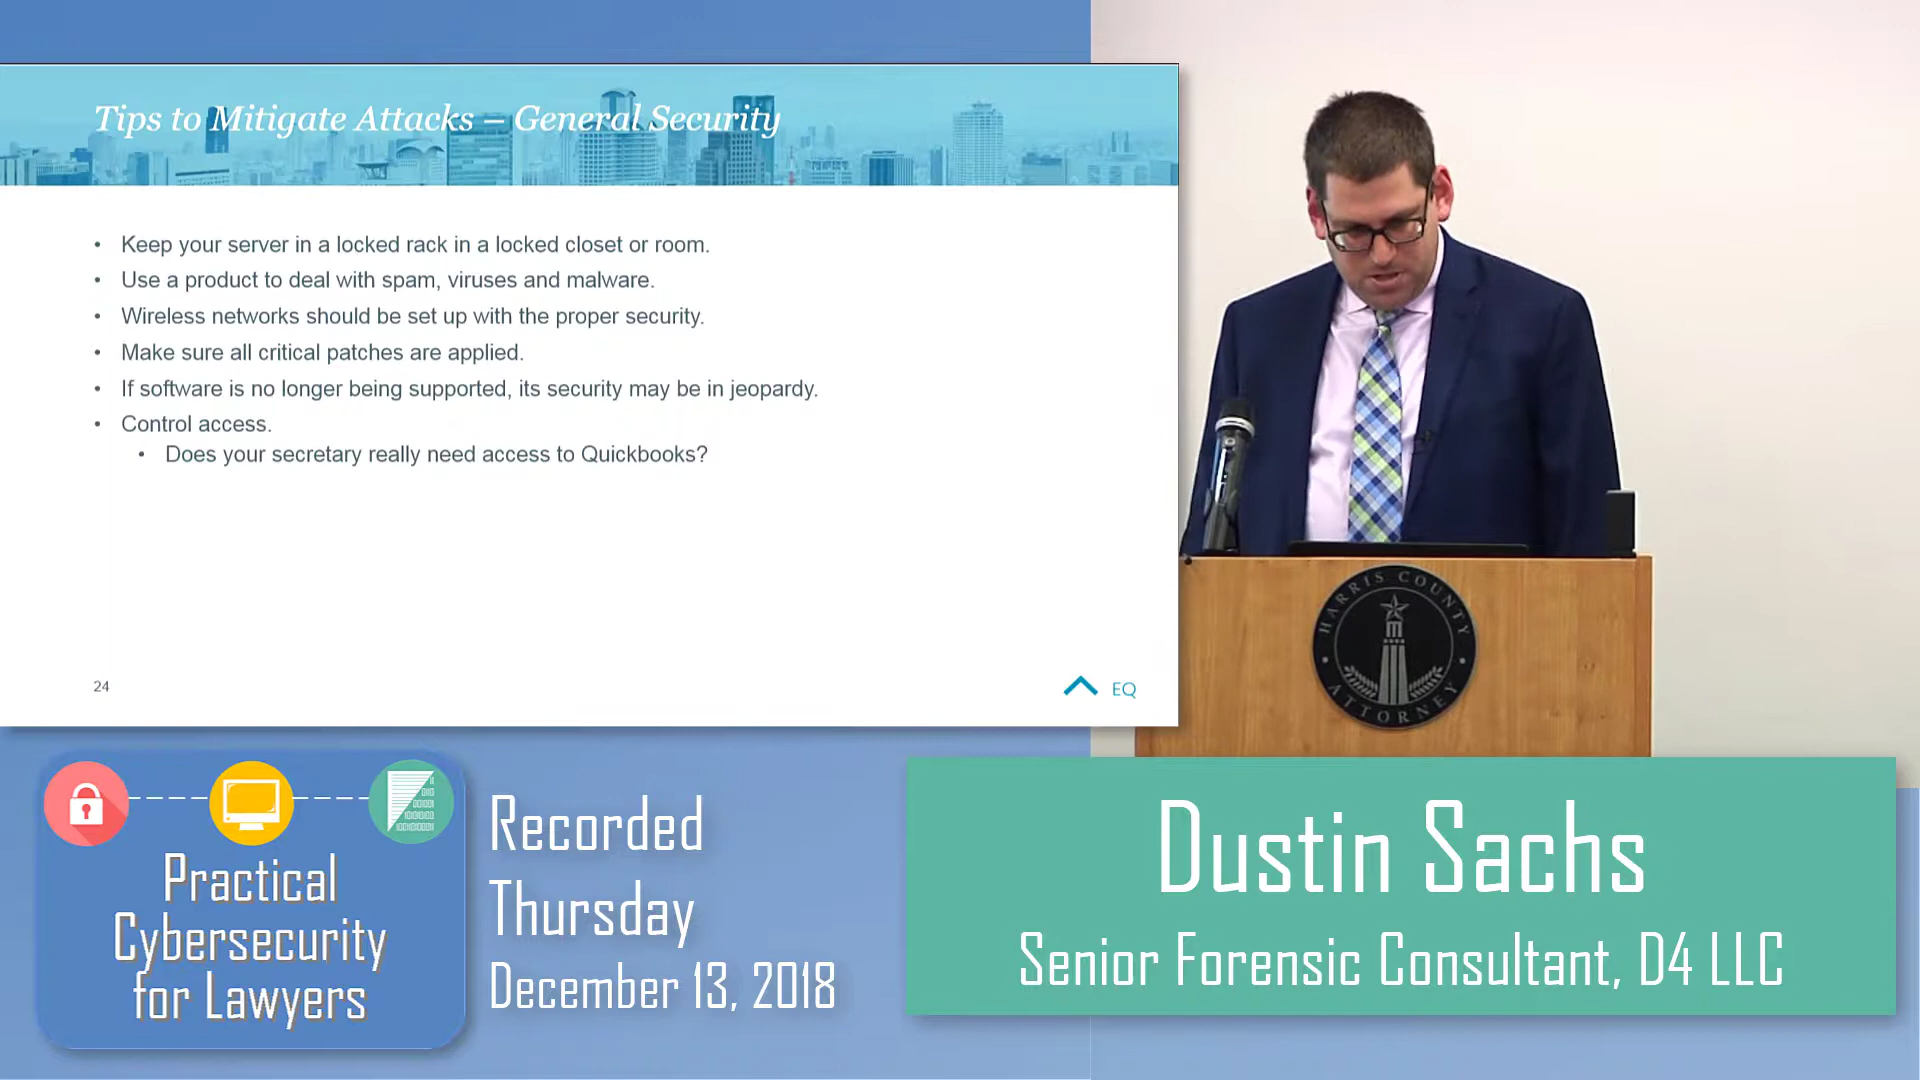 Tips to Mitigate Attacks – General Security
• Keep your server in a locked rack in a locked closet or room.
• Use a product to deal with spam, viruses and malware.
• Wireless networks should be set up with the proper security.
• Make sure all critical patches are applied.
• If software is no longer being supported, its security may be in jeopardy.
• Control access.
• Does your secretary really need access to Quickbooks?
24
EQ
HARRIS COUNTY
ATTORNEY
Practical
Cybersecurity
for Lawyers
Recorded
Thursday
December 13, 2018
Dustin Sachs
Senior Forensic Consultant, D4 LLC